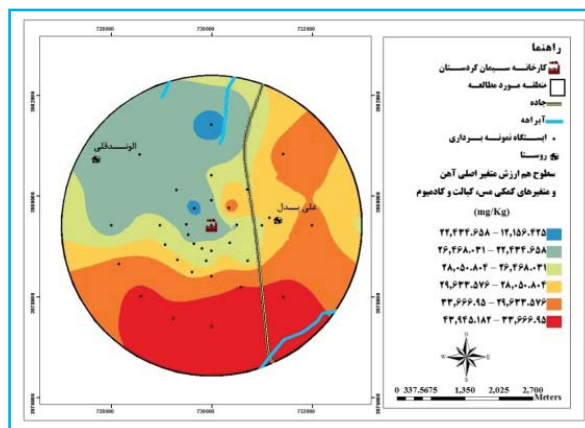 راهنما
کارخانه سیمان کردستان
منطقه مورد مطالعه
جاده
آبراهه
ایستگاه نمونه برداری
روستا
سطوح هم ارزش متغیر اصلی آهن
و متغیرهای کمکی مس، کبالت و کادمیوم
(mg/Kg)
۲۲,۴۳۴.۶۵۸ – ۱۲,۱۵۶.۴۲۵
۲۶,۴۶۸.۰۳۱ – ۲۲,۴۳۴.۶۵۸
۲۸,۰۵۰.۸۰۴ – ۲۶,۴۶۸.۰۳۱
۲۹,۶۳۳.۵۷۶ – ۲۸,۰۵۰.۸۰۴
۳۳,۶۶۶.۹۵ – ۲۹,۶۳۳.۵۷۶
۴۳,۹۴۵.۱۸۲ – ۳۳,۶۶۶.۹۵
الوندقلی
علی بدل
N
W E
S
0 337.5675 1,350 2,025 2,700
Meters